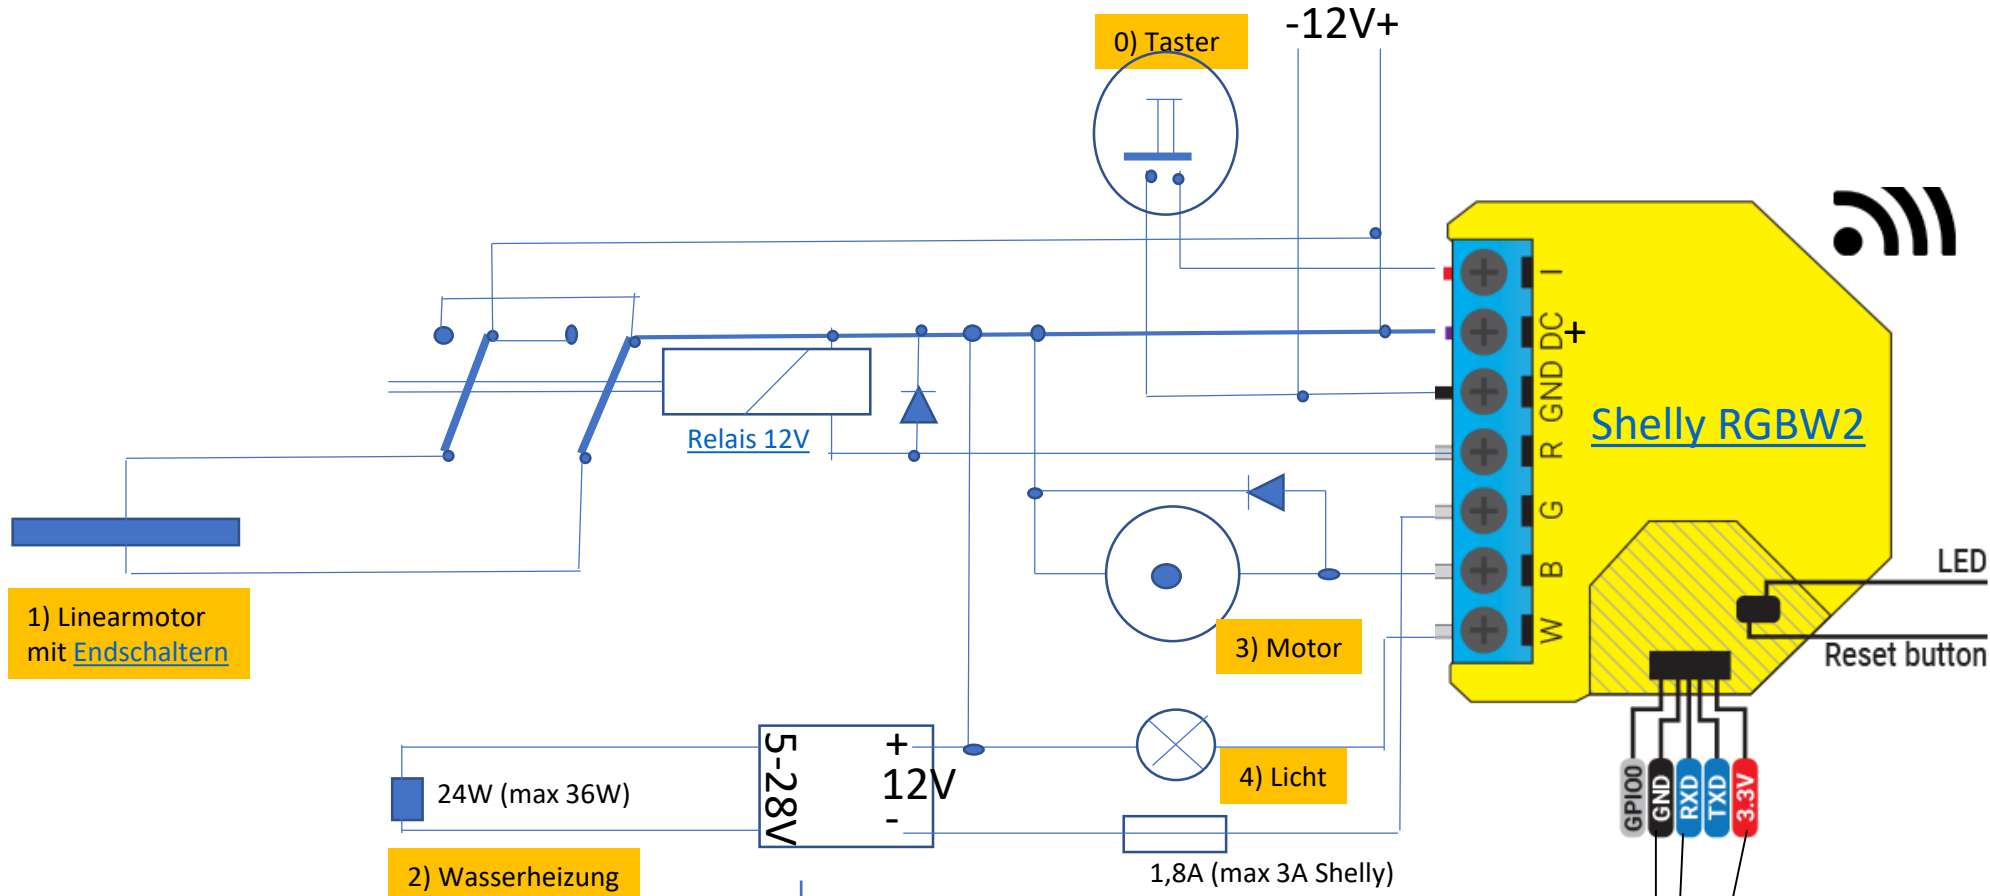 -12V+
0) Taster
I
DC
+
GND
R
G
B
W
Shelly RGBW2
Relais 12V
LED
Reset button
1) Linearmotor
mit Endschaltern
3) Motor
5-28V
+
12V
-
24W (max 36W)
4) Licht
GPIO0
GND
RXD
TXD
3.3V
2) Wasserheizung
1,8A (max 3A Shelly)